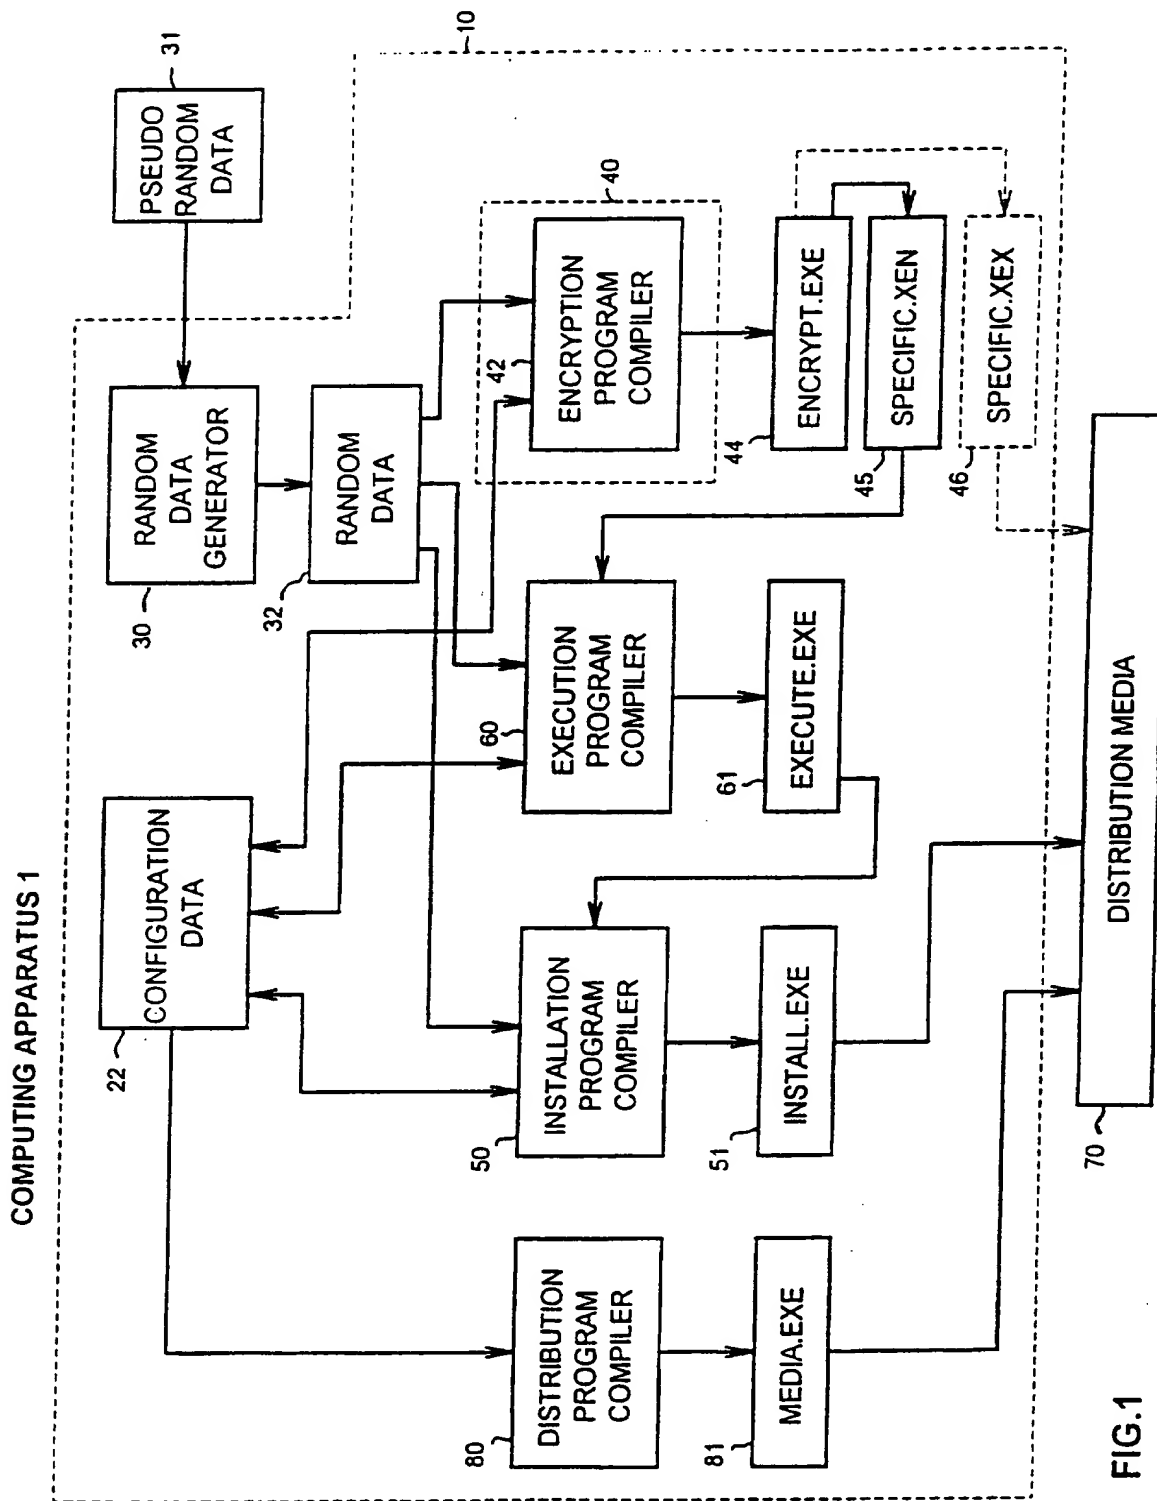 COMPUTING APPARATUS 1
10
PSEUDO
RANDOM
DATA
31
RANDOM
DATA
GENERATOR
30
CONFIGURATION
DATA
22
RANDOM
DATA
32
40
ENCRYPTION
PROGRAM
COMPILER
42
EXECUTION
PROGRAM
COMPILER
60
INSTALLATION
PROGRAM
COMPILER
50
DISTRIBUTION
PROGRAM
COMPILER
80
ENCRYPT.EXE
44
SPECIFIC.XEN
45
SPECIFIC.XEX
46
EXECUTE.EXE
61
INSTALL.EXE
51
MEDIA.EXE
81
DISTRIBUTION MEDIA
70
FIG.1